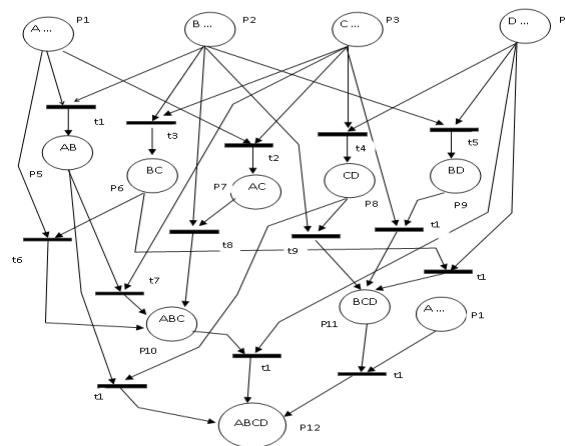 A ... P1
B ... P2
C ... P3
D ... P
t1
t3
t2
t4
t5
AB
P5
BC
P6
AC
P7
CD
P8
BD
P9
t6
t8
t9
t1
t7
t1
ABC
P10
BCD
P11
A ... P1
t1
t1
t1
ABCD
P12